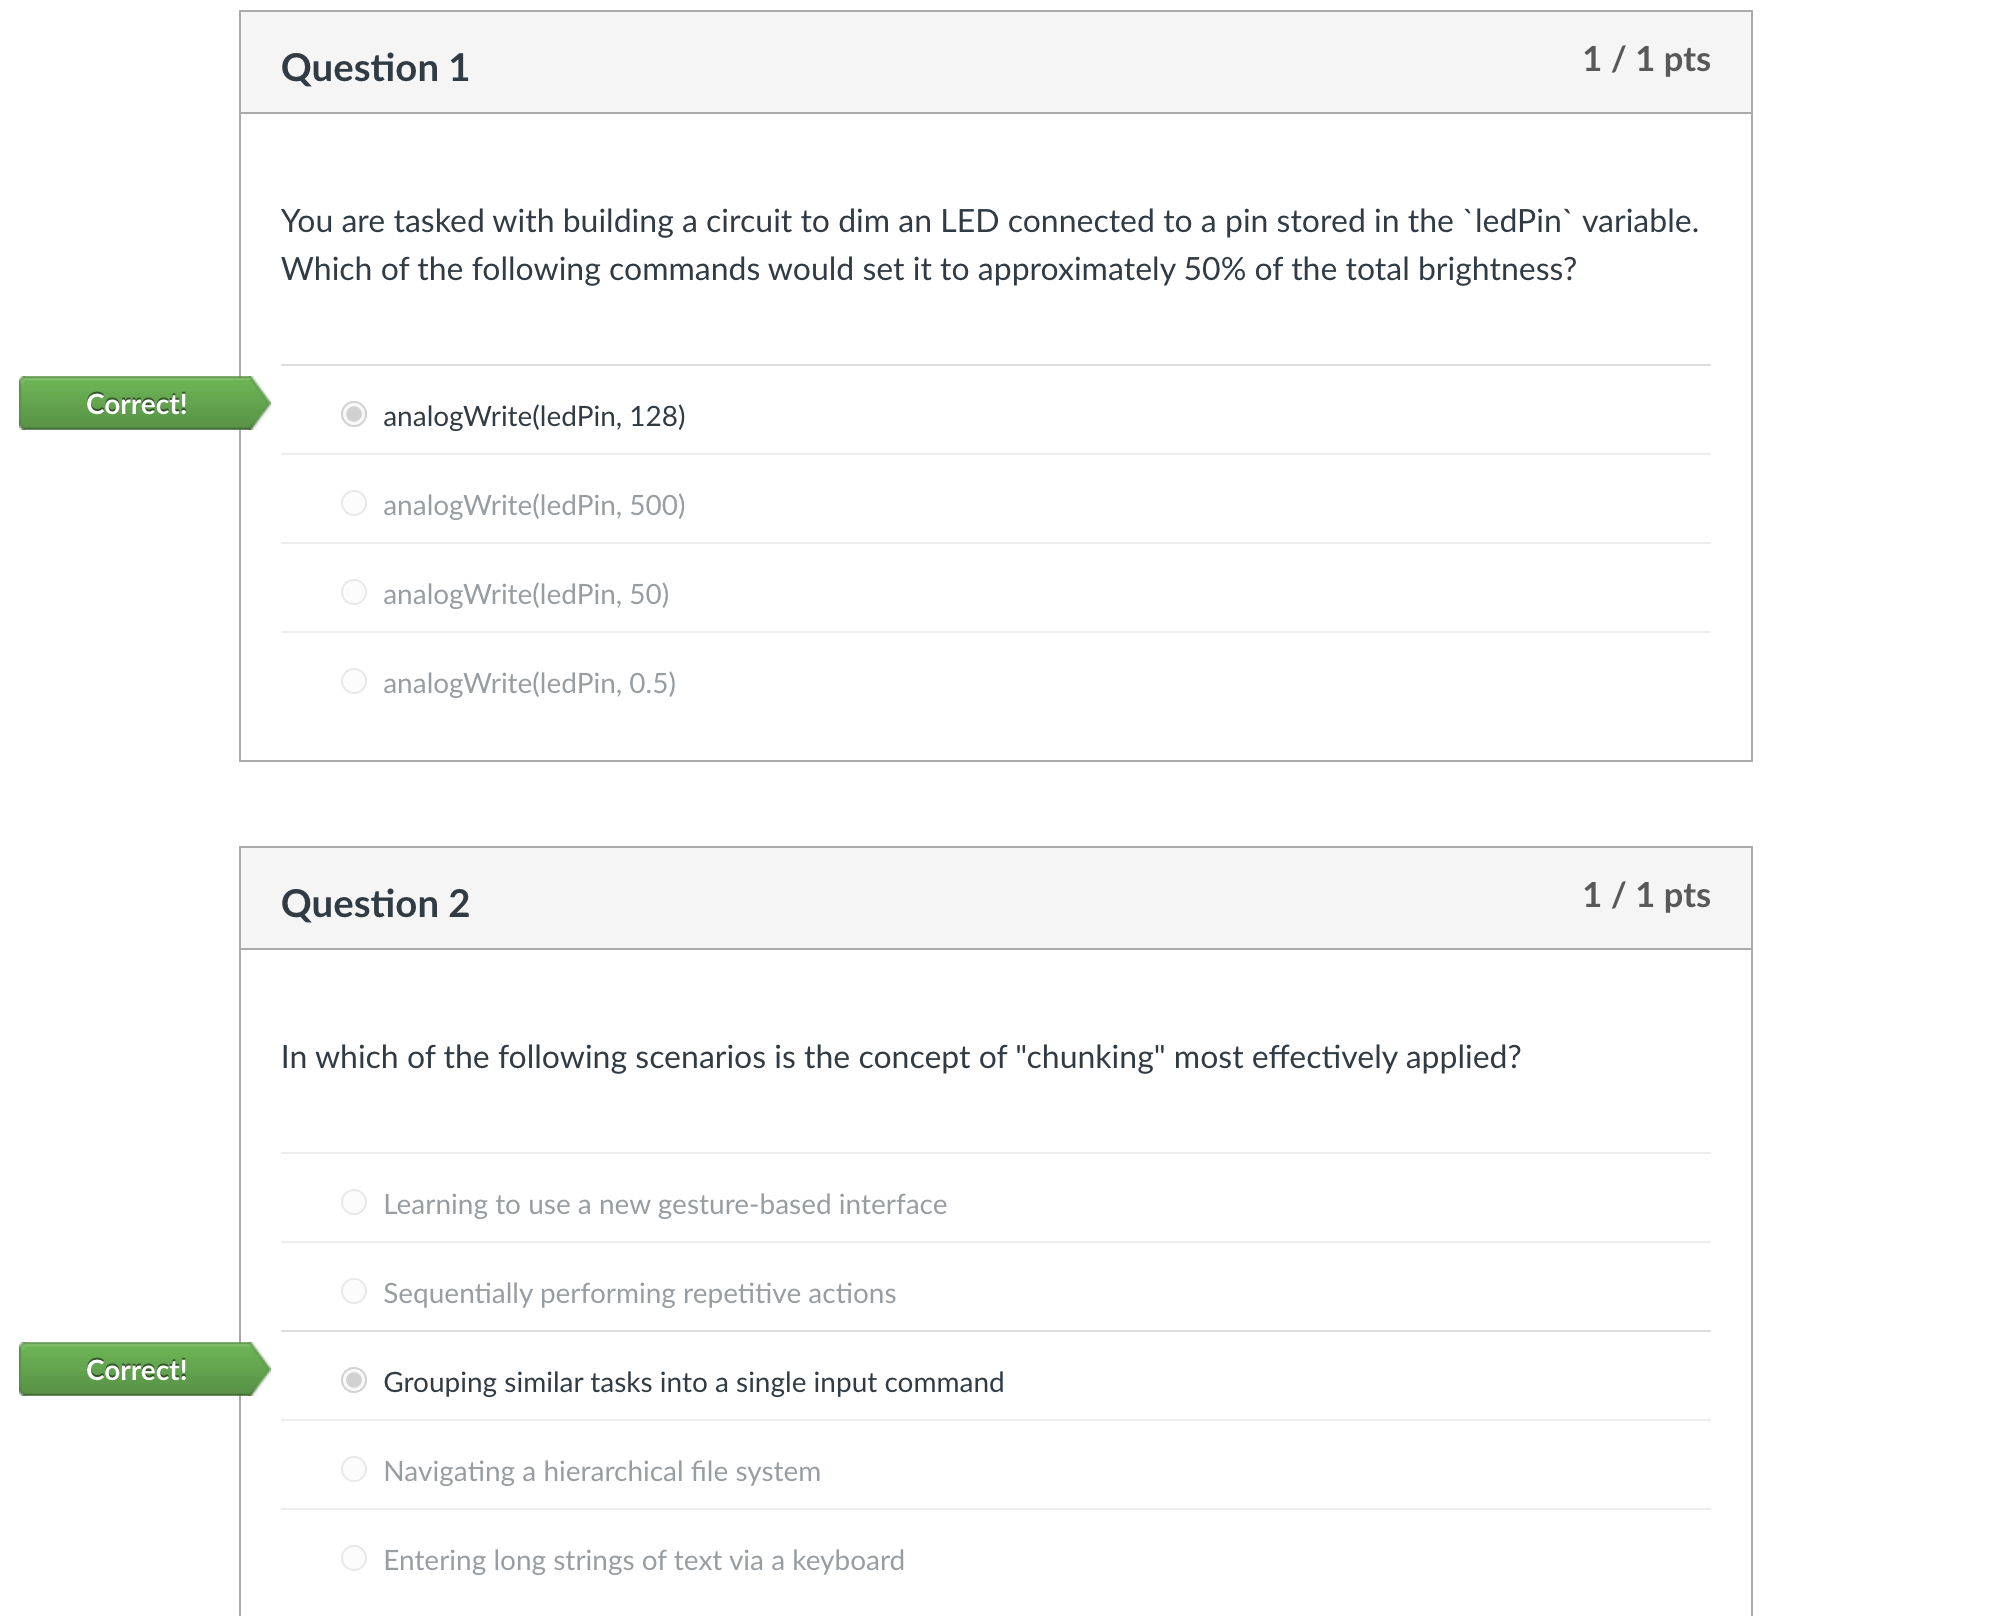 Question 1
1 / 1 pts
You are tasked with building a circuit to dim an LED connected to a pin stored in the `ledPin` variable.
Which of the following commands would set it to approximately 50% of the total brightness?
Correct!
analogWrite(ledPin, 128)
analogWrite(ledPin, 500)
analogWrite(ledPin, 50)
analogWrite(ledPin, 0.5)
Question 2
1 / 1 pts
In which of the following scenarios is the concept of "chunking" most effectively applied?
Learning to use a new gesture-based interface
Sequentially performing repetitive actions
Correct!
Grouping similar tasks into a single input command
Navigating a hierarchical file system
Entering long strings of text via a keyboard